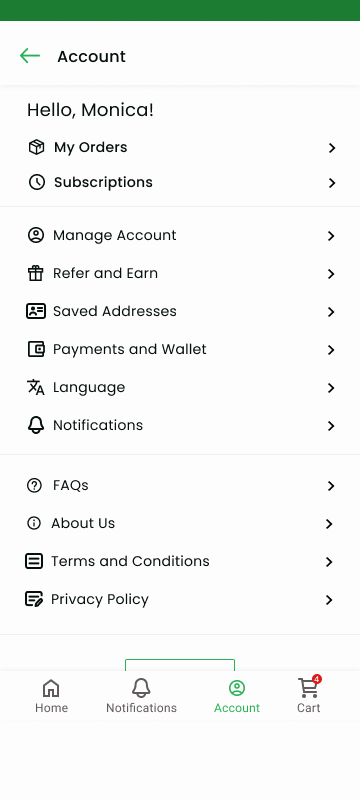 Account
Hello, Monica!
My Orders
Subscriptions
Manage Account
Refer and Earn
Saved Addresses
Payments and Wallet
Language
Notifications
FAQs
About Us
Terms and Conditions
Privacy Policy
4
Home Notifications Account Cart